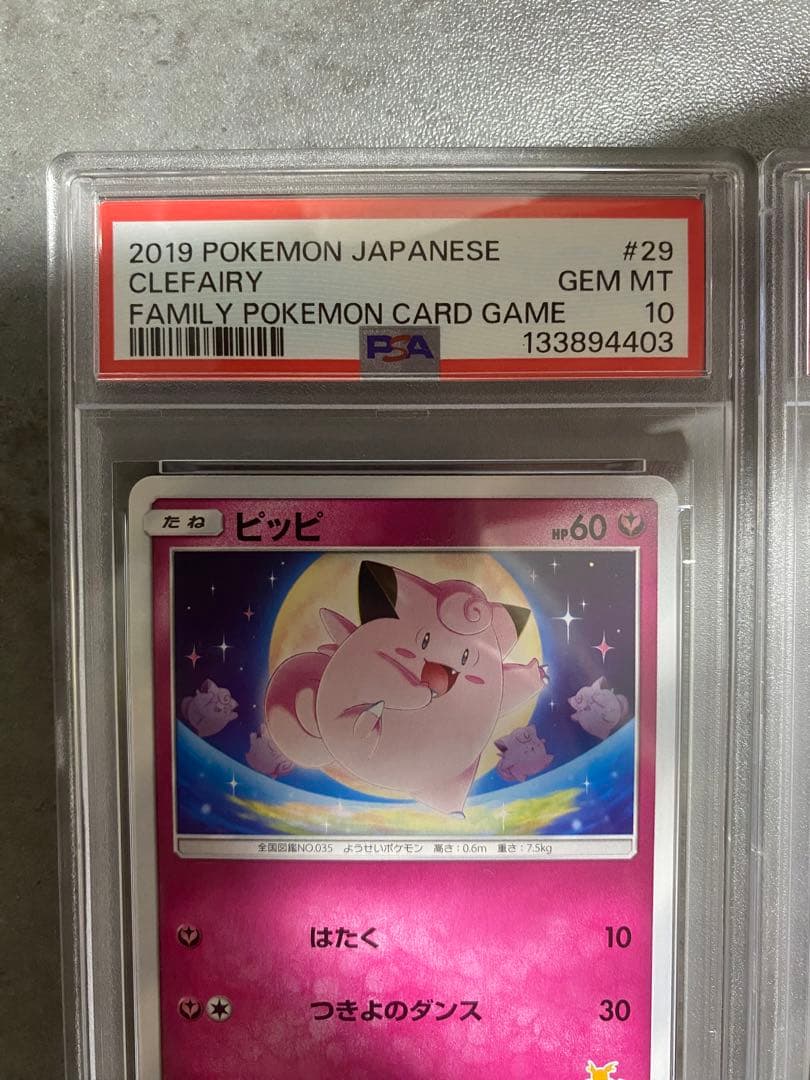 2019 POKEMON JAPANESE #29
CLEFAIRY GEM MT
FAMILY POKEMON CARD GAME 10
PSA 133894403
たね ピッピ HP60
全国図鑑NO.035 ようせいポケモン 高さ:0.6m 重さ:7.5kg
はたく 10
つきよのダンス 30